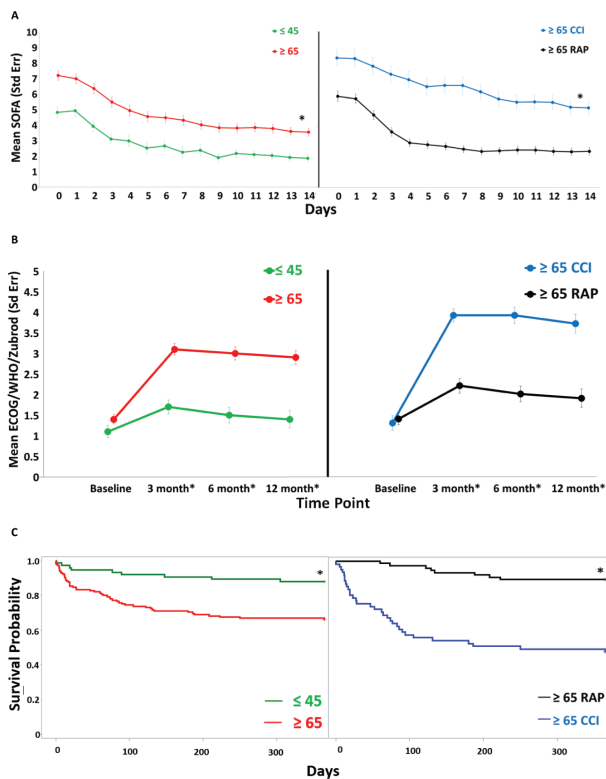 A
Mean SOFA (Std Err)
10
9
8
7
6
5
4
3
2
1
0
≤ 45
≥ 65
*
≥ 65 CCI
≥ 65 RAP
*
0 1 2 3 4 5 6 7 8 9 10 11 12 13 14
0 1 2 3 4 5 6 7 8 9 10 11 12 13 14
Days
B
Mean ECOG/WHO/Zubrod (Sd Err)
5
4.5
4
3.5
3
2.5
2
1.5
1
0.5
0
≤ 45
≥ 65
≥ 65 CCI
≥ 65 RAP
Baseline 3 month* 6 month* 12 month*
Baseline 3 month* 6 month* 12 month*
Time Point
C
Survival Probability
1.0
0.8
0.6
0.4
0.2
0
*
≤ 45
≥ 65
*
≥ 65 RAP
≥ 65 CCI
0 100 200 300
0 100 200 300
Days